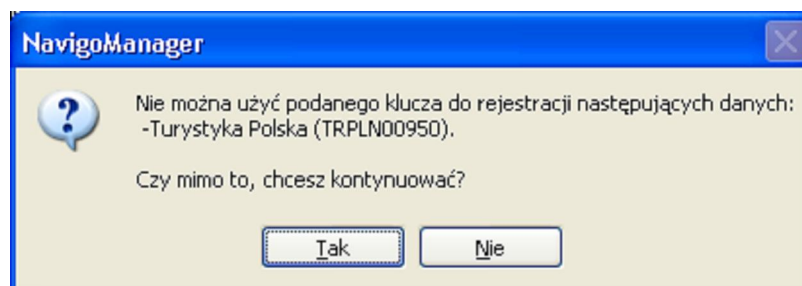 NavigoManager
Nie można użyć podanego klucza do rejestracji następujących danych:
-Turystyka Polska (TRPLN00950).
Czy mimo to, chcesz kontynuować?
Tak
Nie